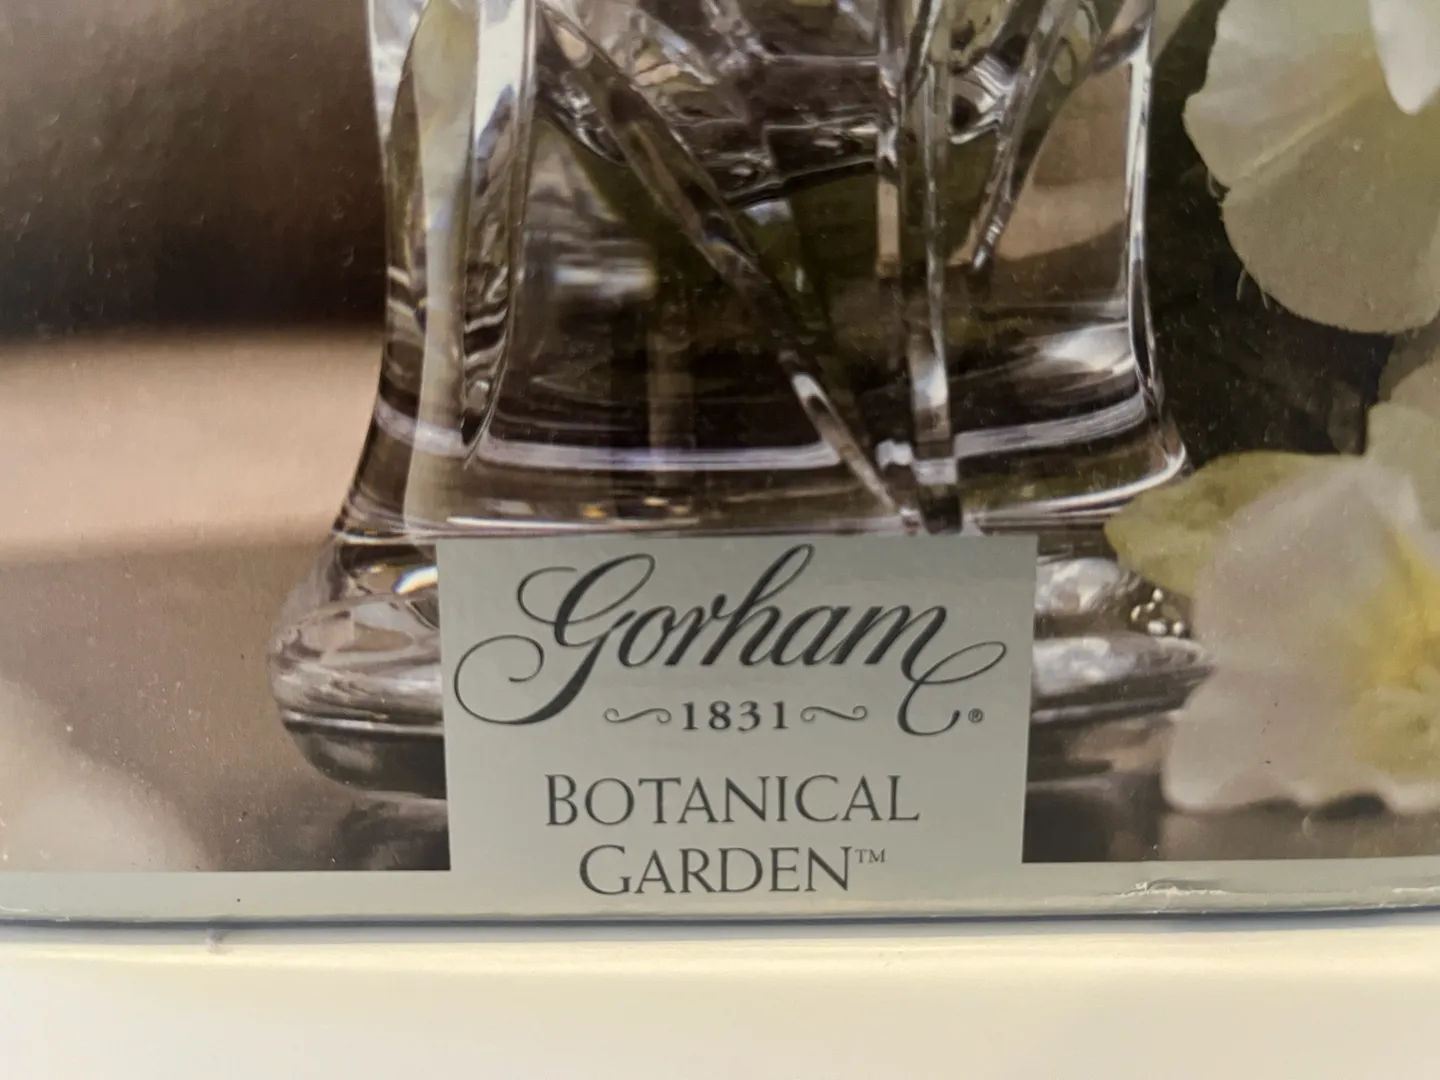 Gorham
1831
®
BOTANICAL
GARDEN™